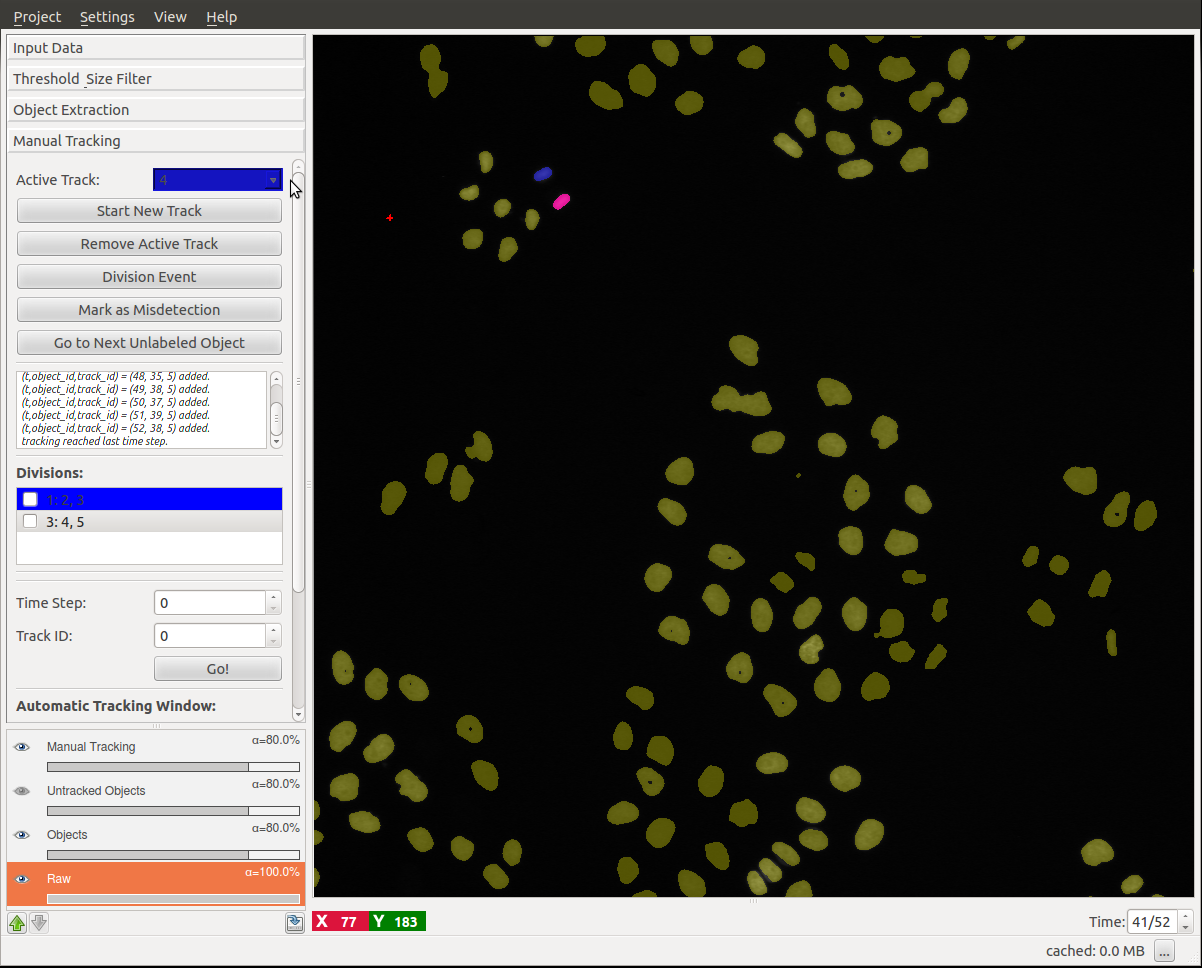 Project Settings View Help
Input Data
Threshold_Size Filter
Object Extraction
Manual Tracking
Active Track: 4
Start New Track
Remove Active Track
Division Event
Mark as Misdetection
Go to Next Unlabeled Object
(t,object_id,track_id) = (48, 35, 5) added.
(t,object_id,track_id) = (49, 38, 5) added.
(t,object_id,track_id) = (50, 37, 5) added.
(t,object_id,track_id) = (51, 39, 5) added.
(t,object_id,track_id) = (52, 38, 5) added.
tracking reached last time step.
Divisions:
1: 2, 3
3: 4, 5
Time Step: 0
Track ID: 0
Go!
Automatic Tracking Window:
Manual Tracking α=80.0%
Untracked Objects α=80.0%
Objects α=80.0%
Raw α=100.0%
X 77 Y 183 Time: 41/52
cached: 0.0 MB ...